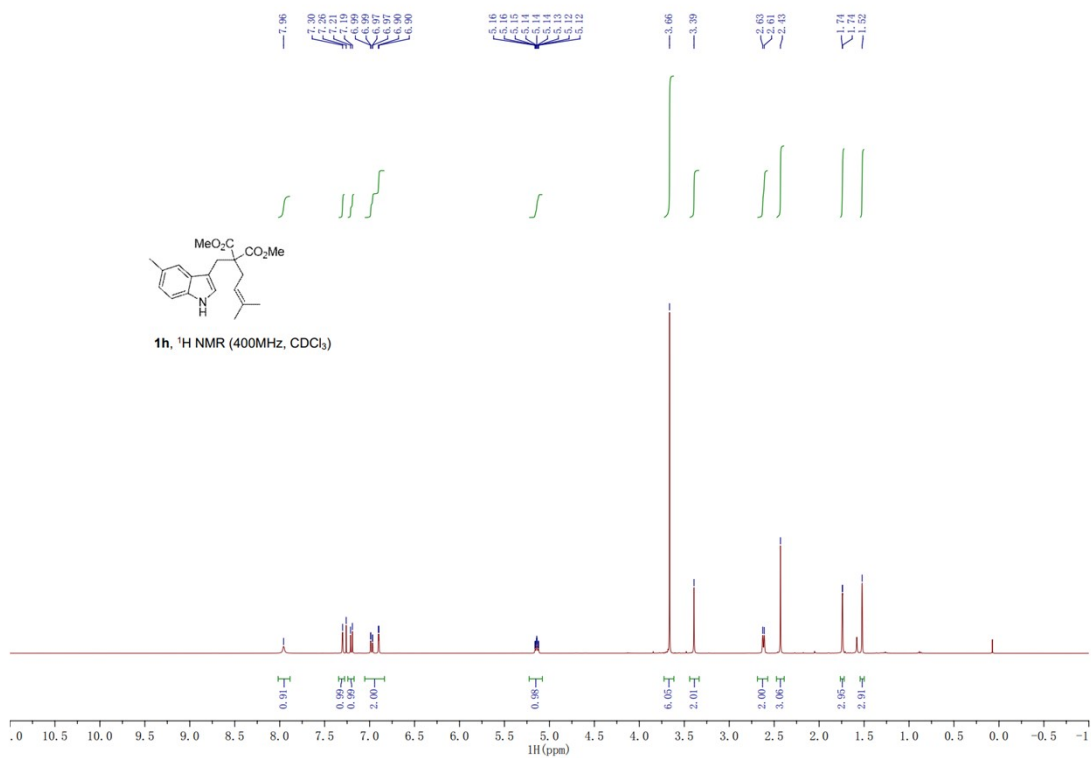 7.96 7.30 7.26 7.21 7.19 6.99 6.99 6.97 6.97 6.90 6.90 5.16 5.16 5.15 5.14 5.14 5.14 5.13 5.12 5.12 3.66 3.39 2.63 2.61 2.43 1.74 1.74 1.52
MeO₂C
CO₂Me
N
H
1h, ¹H NMR (400MHz, CDCl₃)
0.91 0.99 0.99 2.00 0.98 6.05 2.01 2.00 3.06 2.95 2.91
.0 10.5 10.0 9.5 9.0 8.5 8.0 7.5 7.0 6.5 6.0 5.5 5.0 4.5 4.0 3.5 3.0 2.5 2.0 1.5 1.0 0.5 0.0 -0.5 -1
1H(ppm)